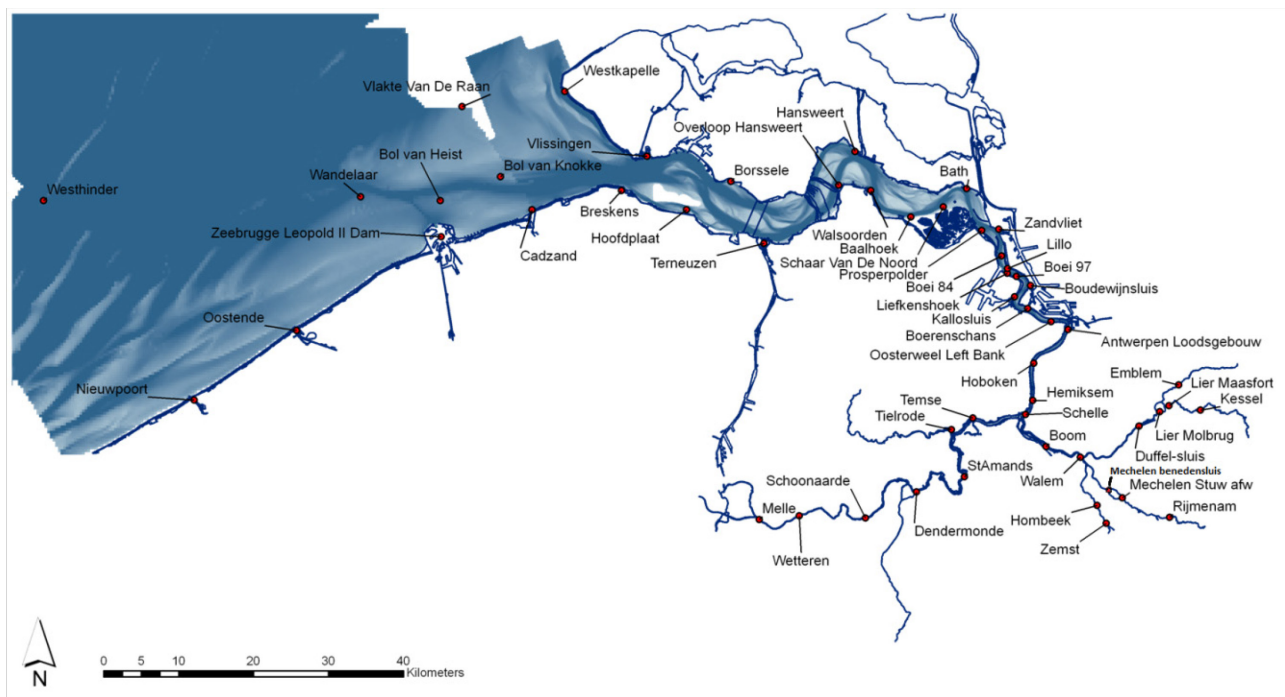 Westkapelle
Vlakte Van De Raan
Hansweert
Overloop Hansweert
Vlissingen
Bol van Heist
Bol van Knokke
Borssele
Bath
Wandelaar
Westhinder
Breskens
Zeebrugge Leopold II Dam
Hoofdplaat
Walsoorden
Zandvliet
Baalhoek
Cadzand
Terneuzen
Schaar Van De Noord
Lillo
Prosperpolder
Boei 97
Boei 84
Boudewijnsluis
Liefkenshoek
Oostende
Kallosluis
Boerenschans
Antwerpen Loodsgebouw
Oosterweel Left Bank
Hoboken
Emblem
Nieuwpoort
Lier Maasfort
Hemiksem
Kessel
Temse
Tielrode
Schelle
Lier Molbrug
Boom
Duffel-sluis
StAmands
Walem
Mechelen benedensluis
Schoonaarde
Mechelen Stuw afw
Melle
Hombeek
Rijmenam
Dendermonde
Wetteren
Zemst
N
0 5 10 20 30 40
Kilometers